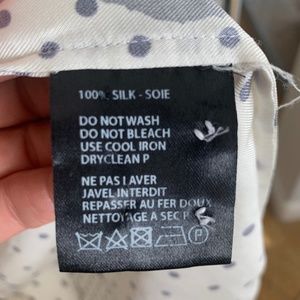 100% SILK - SOIE
DO NOT WASH
DO NOT BLEACH
USE COOL IRON
DRYCLEAN P
NE PAS LAVER
JAVEL INTERDIT
REPASSER AU FER DOUX
NETTOYAGE A SEC P
P